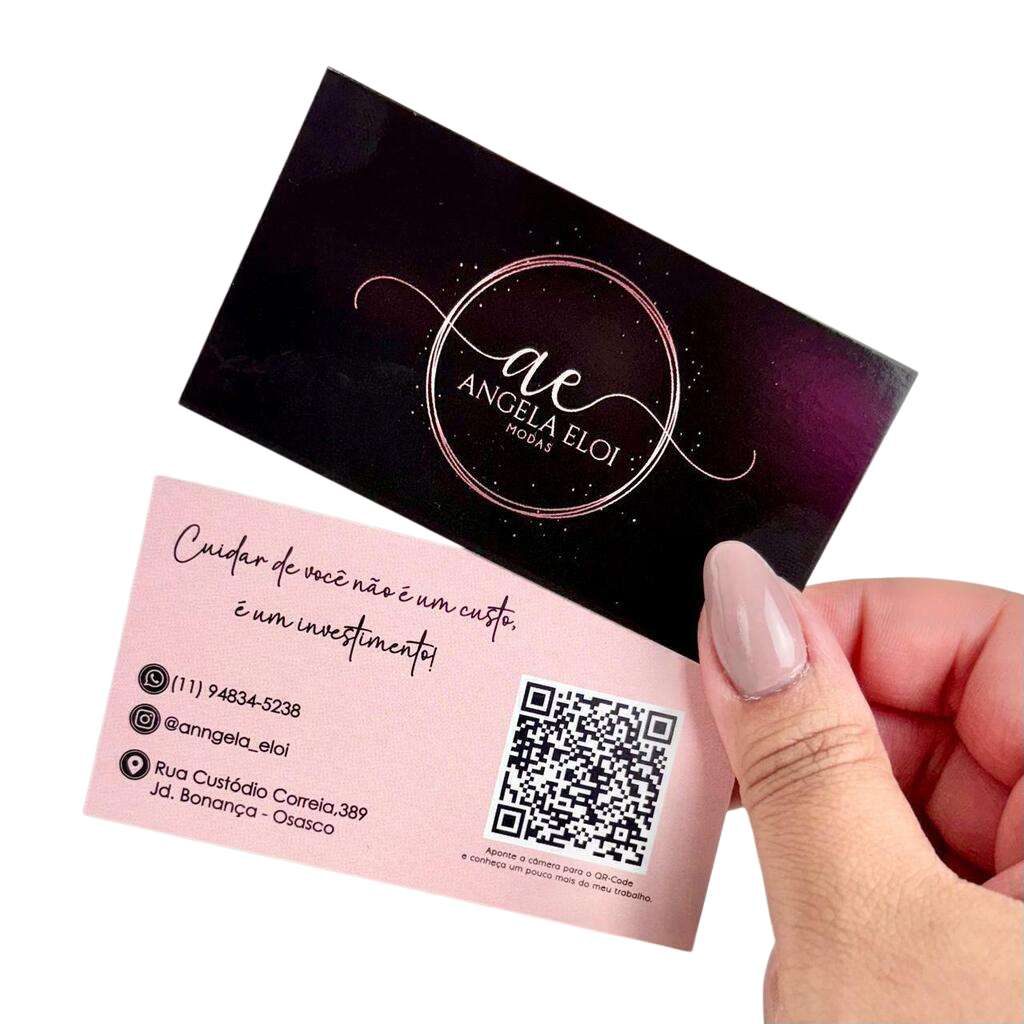 ae
ANGELA ELOI
MODAS
Cuidar de você não é um custo,
é um investimento!
(11) 94834-5238
@anngela_eloi
Rua Custódio Correia,389
Jd. Bonança - Osasco
Aponte a câmera para o QR-Code
e conheça um pouco mais do meu trabalho.